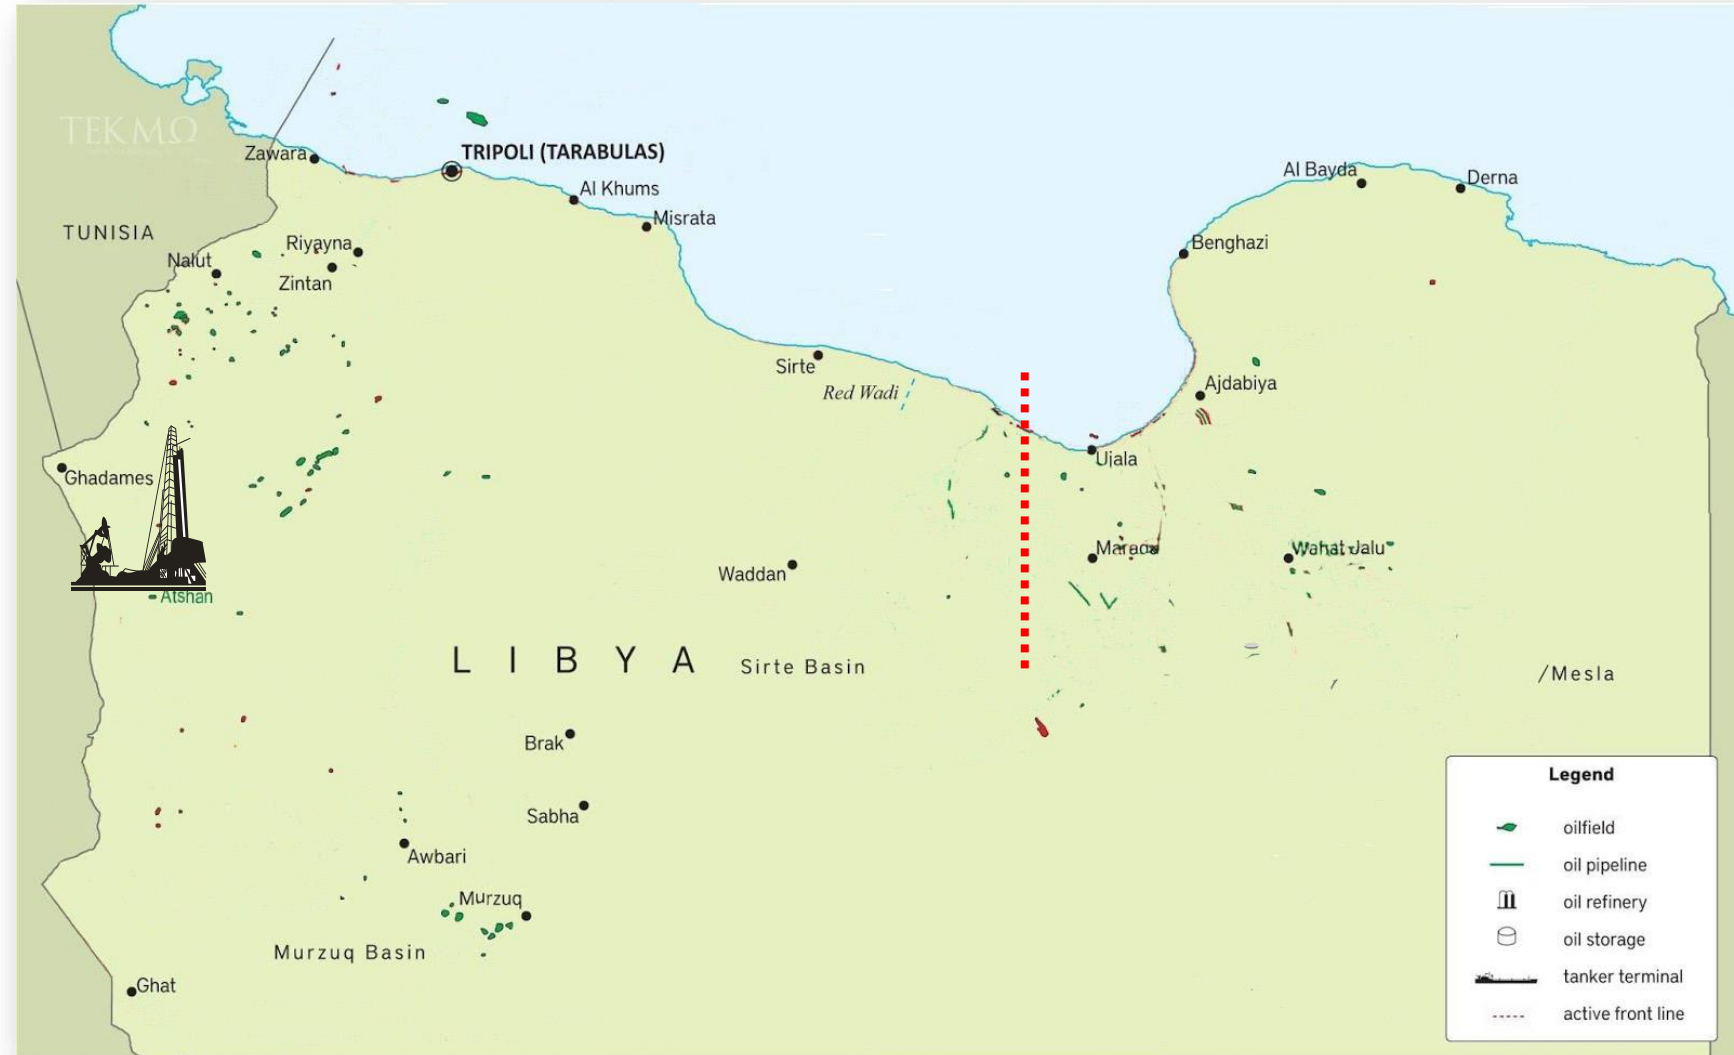 TEKMΩ
Zawara
TRIPOLI (TARABULAS)
Al Khums
Misrata
Al Bayda
Derna
TUNISIA
Riyayna
Nalut
Zintan
Benghazi
Sirte
Red Wadi
Ajdabiya
Ghadames
Ujala
Wahat Jalu
Waddan
Atshan
LIBYA
Sirte Basin
/Mesla
Brak
Sabha
Awbari
Murzuq
Murzuq Basin
Ghat
Legend
oilfield
oil pipeline
oil refinery
oil storage
tanker terminal
active front line